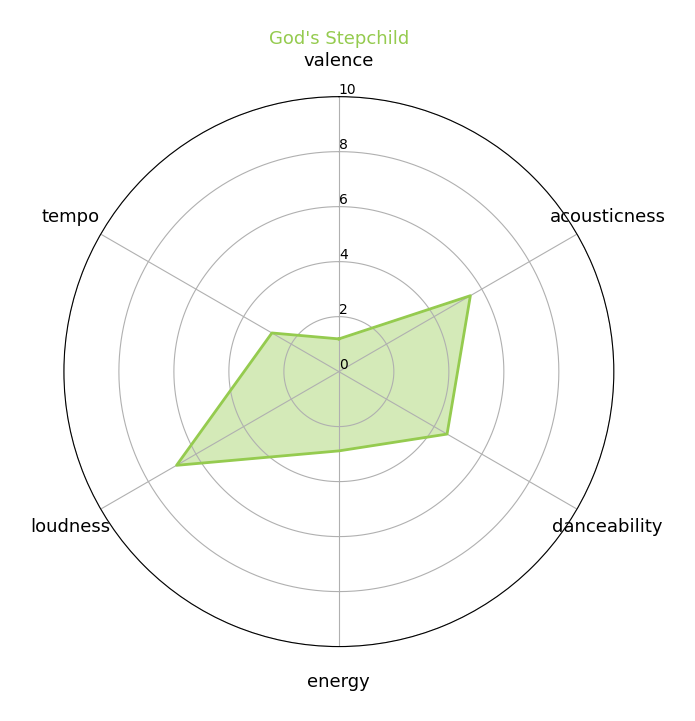 God's Stepchild
valence
10
8
tempo
acousticness
6
4
2
0
loudness
danceability
energy